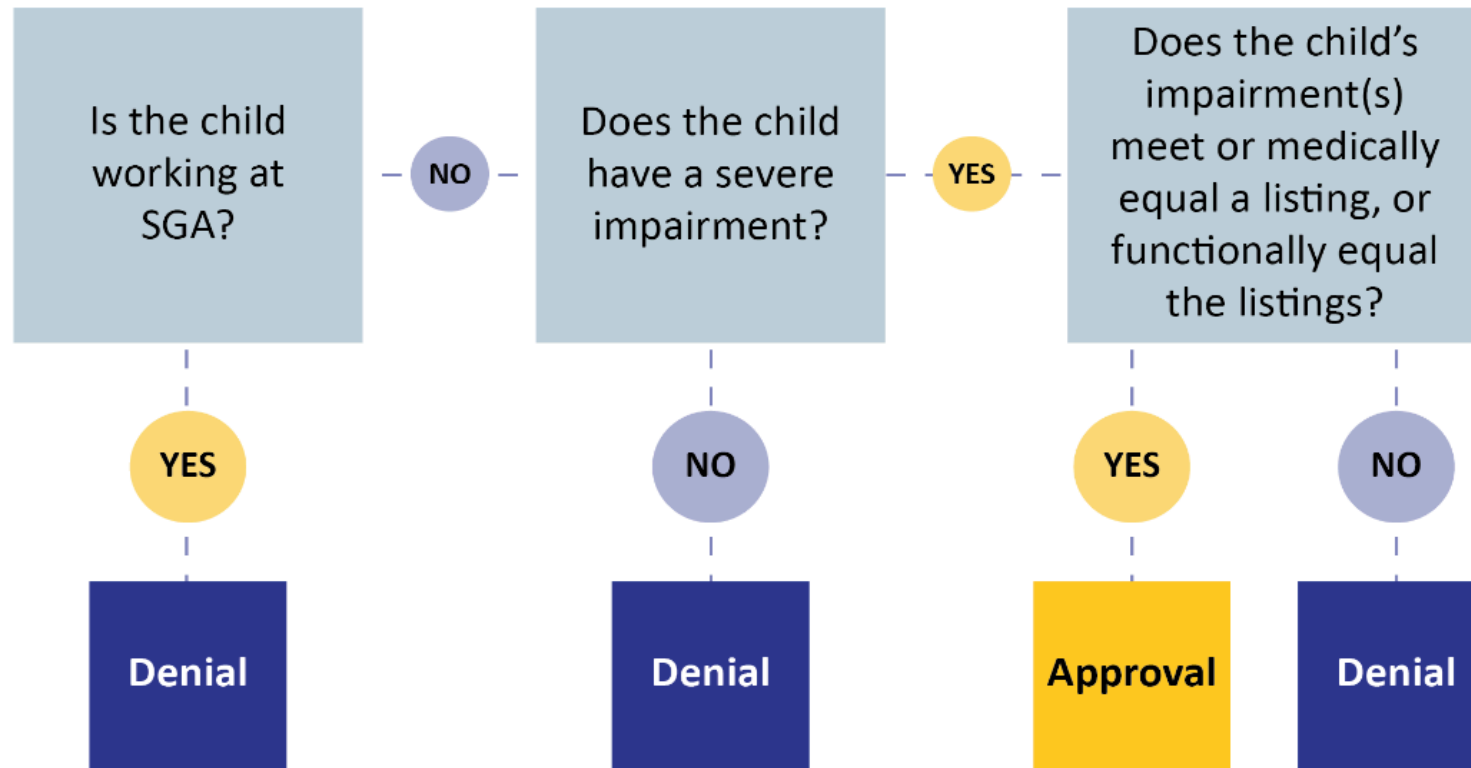 Is the child
working at
SGA?
NO
Does the child
have a severe
impairment?
YES
Does the child’s
impairment(s)
meet or medically
equal a listing, or
functionally equal
the listings?
YES
NO
YES
NO
Denial
Denial
Approval
Denial